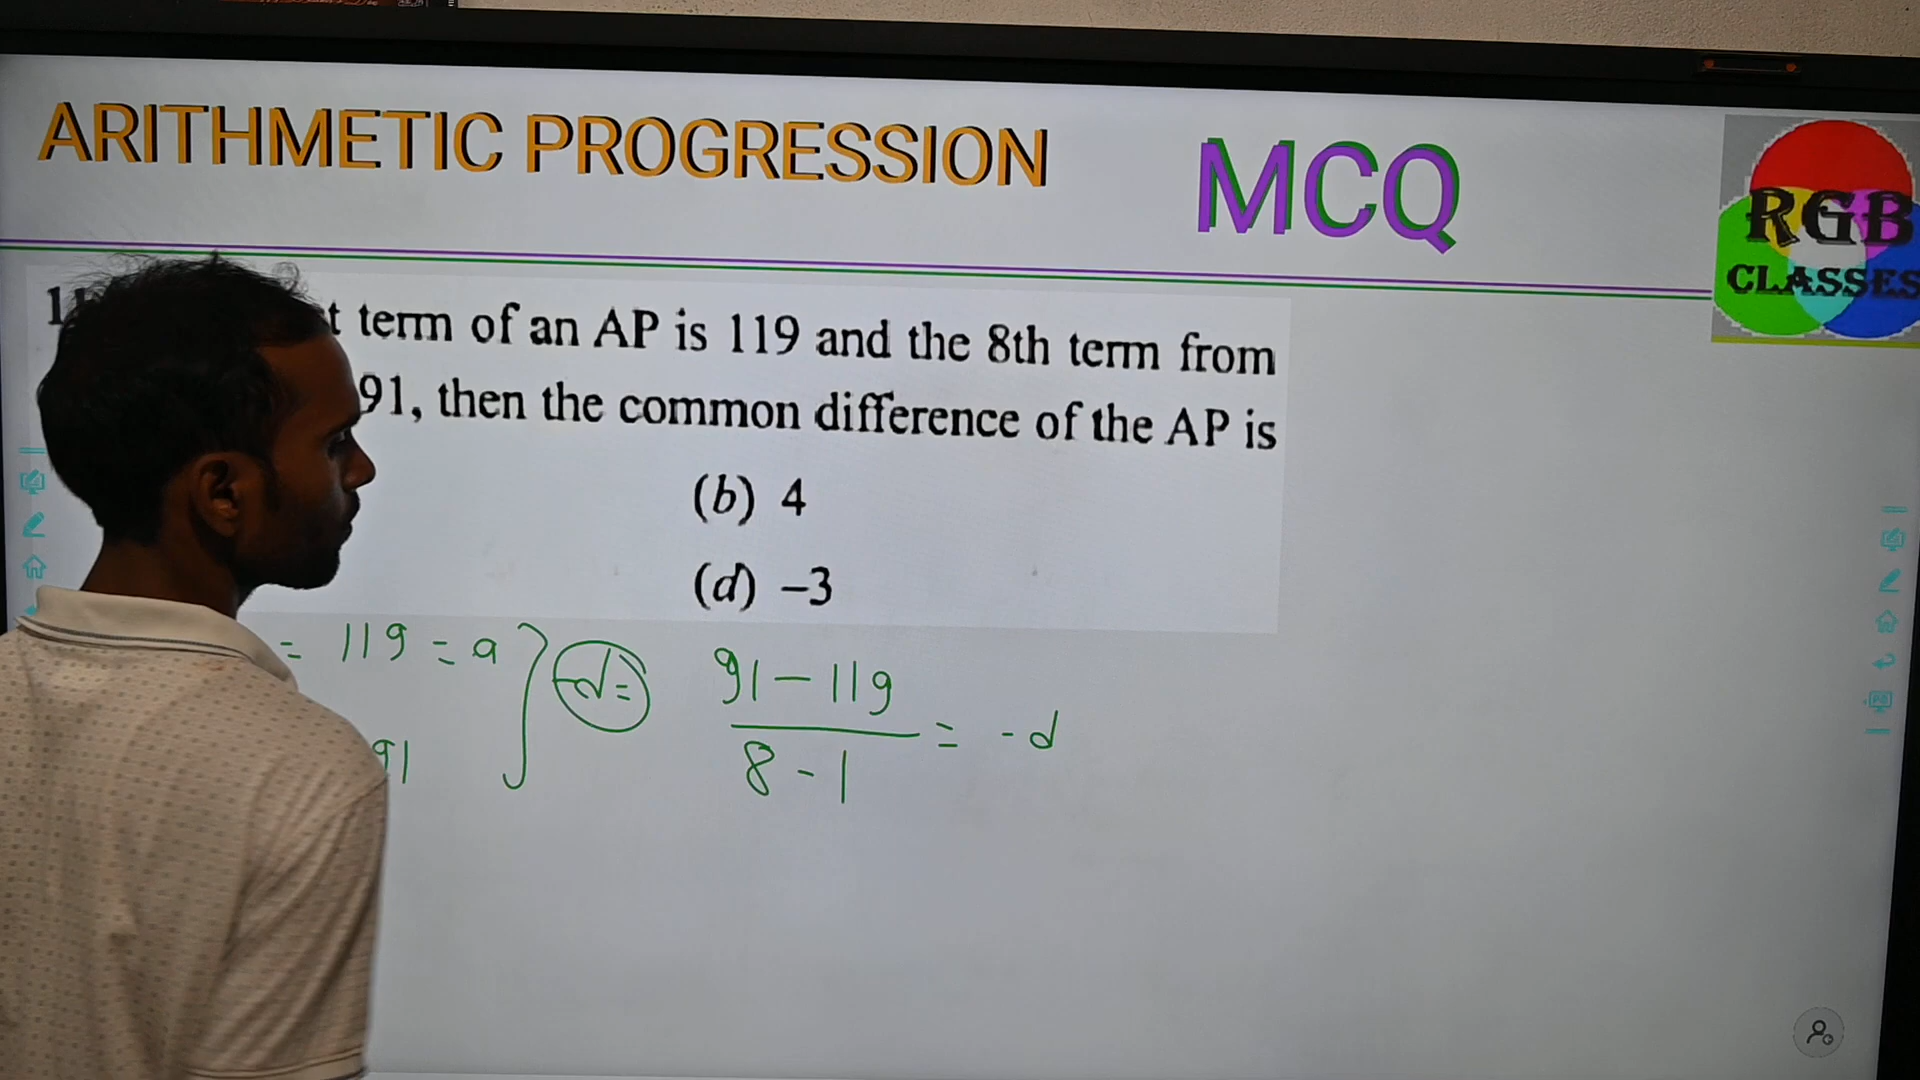 ARITHMETIC PROGRESSION MCQ
RGB
CLASSES
term of an AP is 119 and the 8th term from
91, then the common difference of the AP is
(b) 4
(d) –3
= 119 = a
-d =
91 - 119
8 - 1
= -d
91